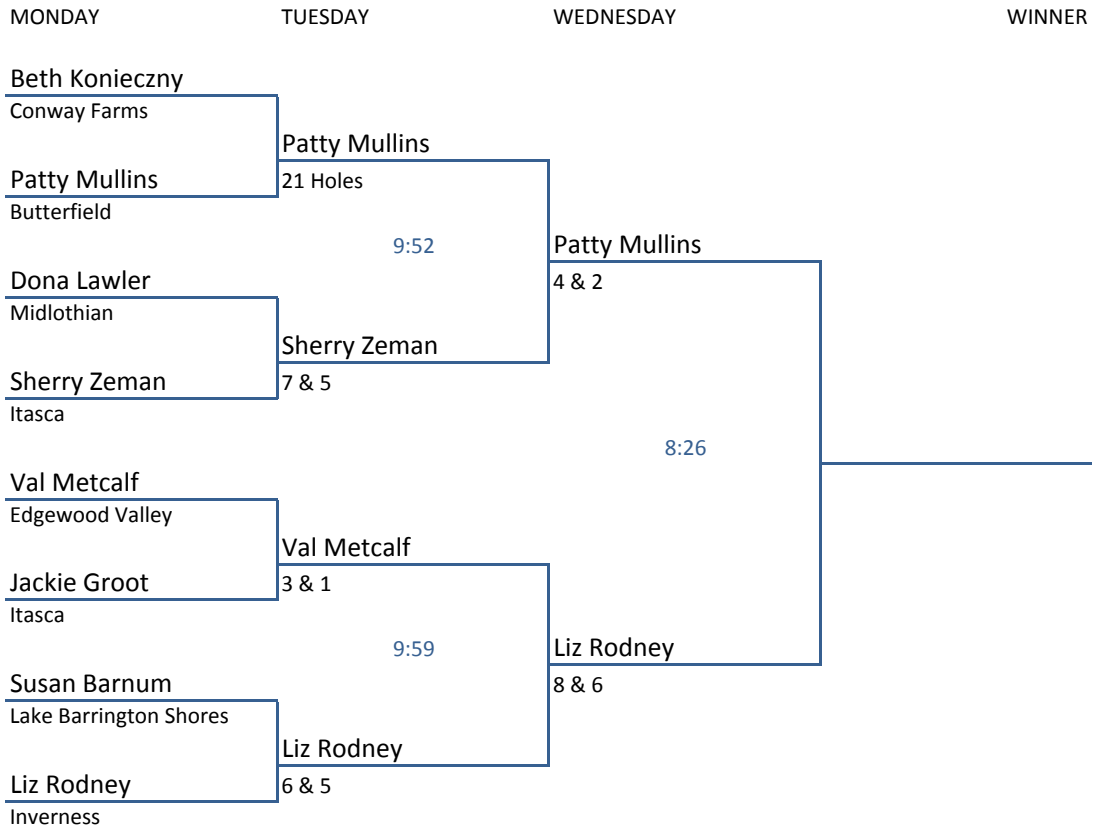 MONDAY TUESDAY WEDNESDAY WINNER
Beth Konieczny
Conway Farms
Patty Mullins
Patty Mullins
21 Holes
Butterfield
9:52
Patty Mullins
Dona Lawler
4 & 2
Midlothian
Sherry Zeman
Sherry Zeman
7 & 5
Itasca
8:26
Val Metcalf
Edgewood Valley
Val Metcalf
Jackie Groot
3 & 1
Itasca
9:59
Liz Rodney
Susan Barnum
8 & 6
Lake Barrington Shores
Liz Rodney
Liz Rodney
6 & 5
Inverness